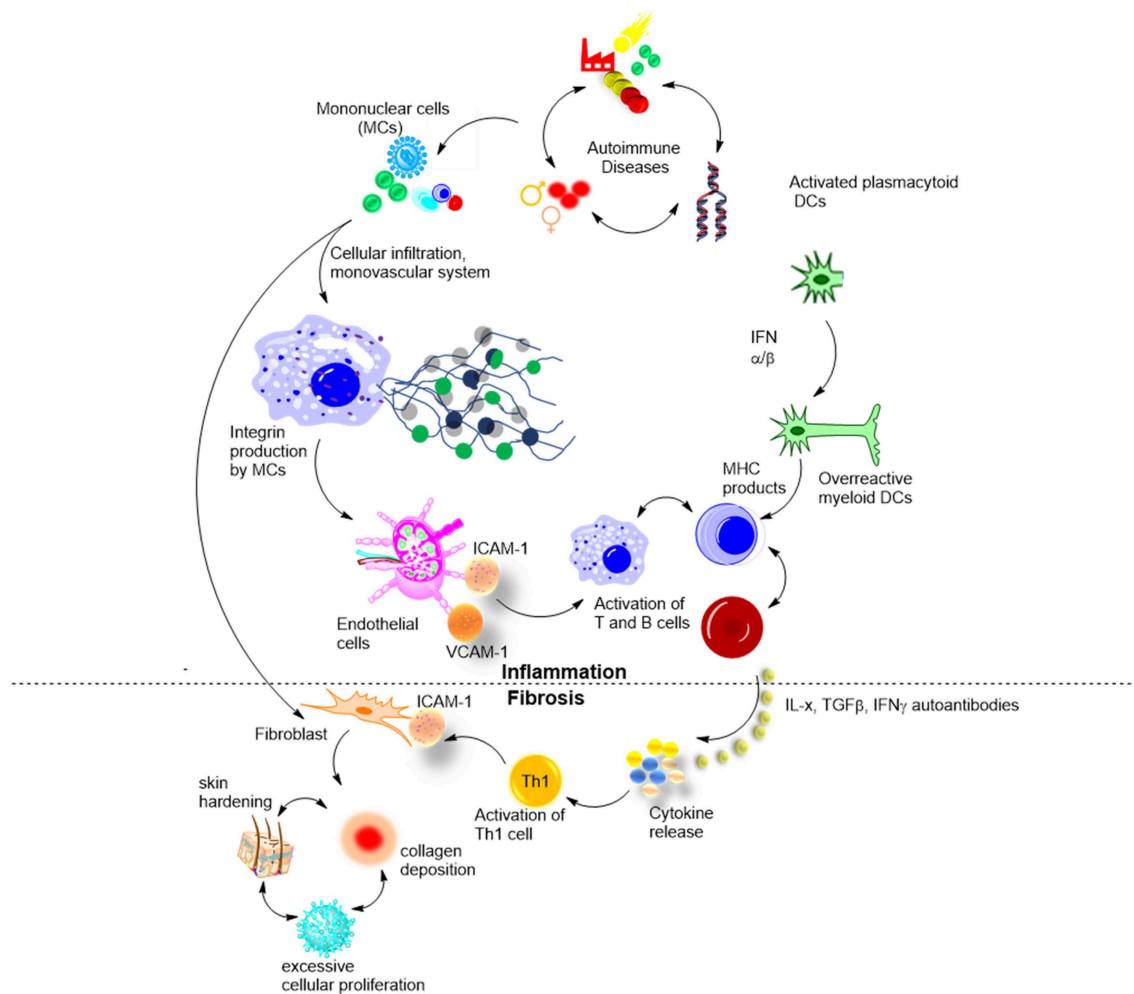 Mononuclear cells
(MCs)
Autoimmune
Diseases
Activated plasmacytoid
DCs
Cellular infiltration,
monovascular system
IFN
α/β
Integrin
production
by MCs
MHC
products
Overreactive
myeloid DCs
ICAM-1
Endothelial
cells
VCAM-1
Activation of
T and B cells
Inflammation
Fibrosis
ICAM-1
IL-x, TGFβ, IFNγ autoantibodies
Fibroblast
Th1
Activation of
Th1 cell
Cytokine
release
skin
hardening
collagen
deposition
excessive
cellular proliferation